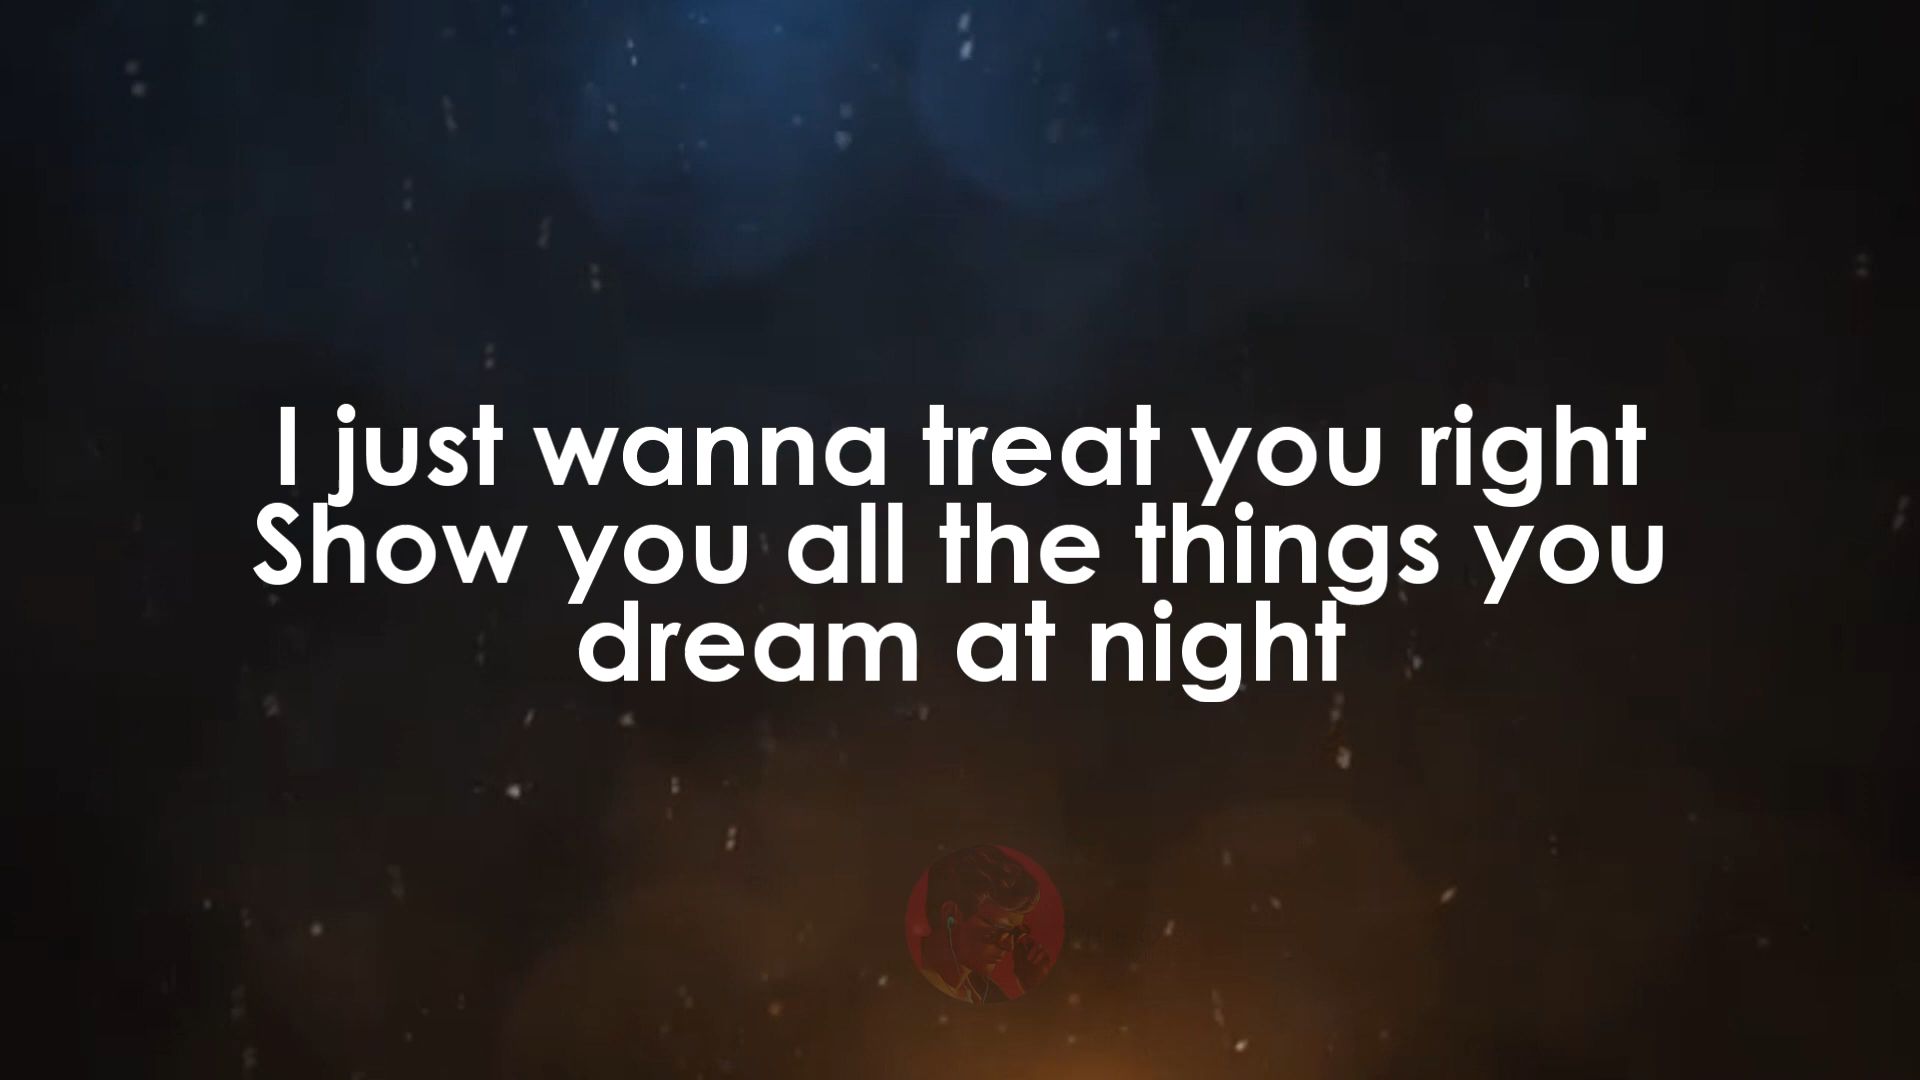 I just wanna treat you right
Show you all the things you
dream at night